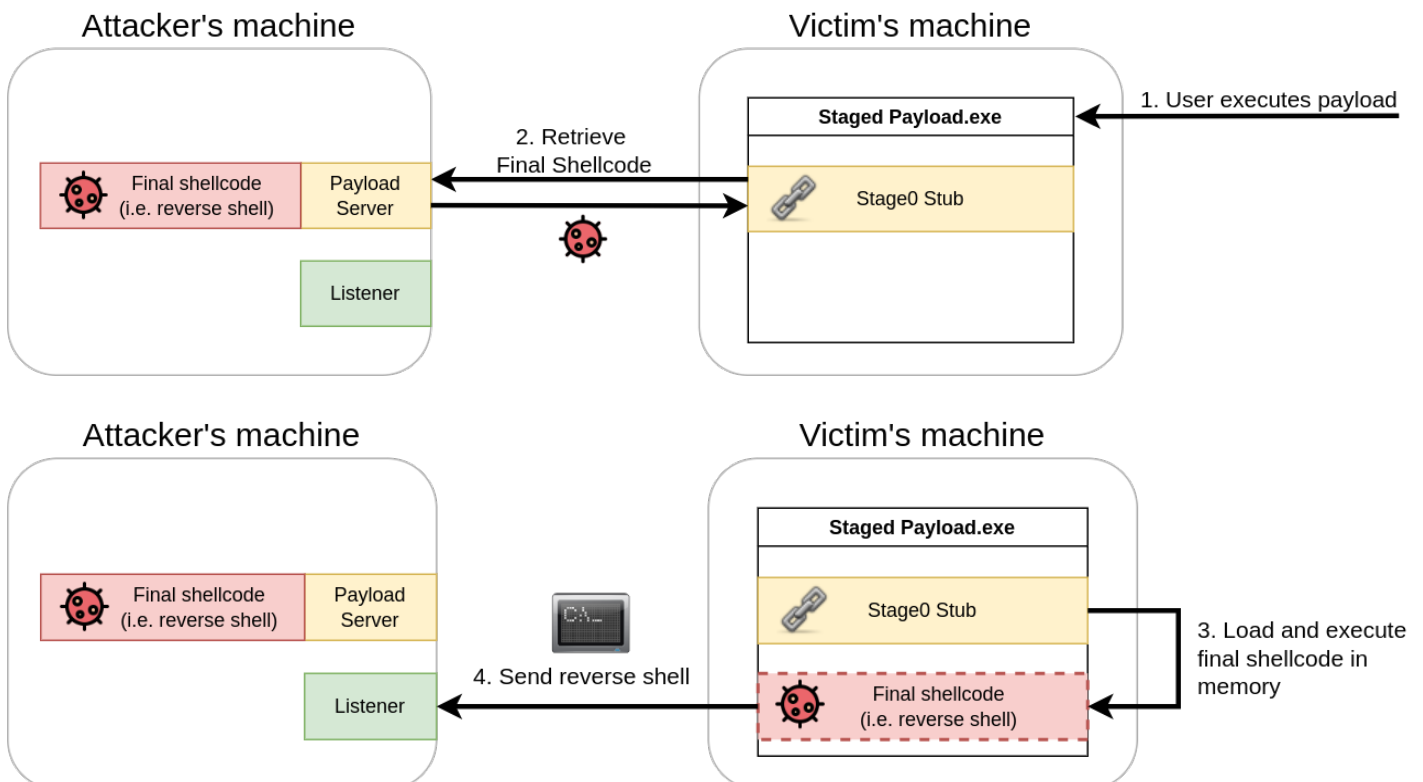 Attacker's machine
Victim's machine
Staged Payload.exe
1. User executes payload
2. Retrieve
Final Shellcode
Final shellcode
(i.e. reverse shell)
Payload
Server
Stage0 Stub
Listener
Attacker's machine
Victim's machine
Staged Payload.exe
Final shellcode
(i.e. reverse shell)
Payload
Server
C:\_
Stage0 Stub
3. Load and execute
final shellcode in
memory
4. Send reverse shell
Listener
Final shellcode
(i.e. reverse shell)